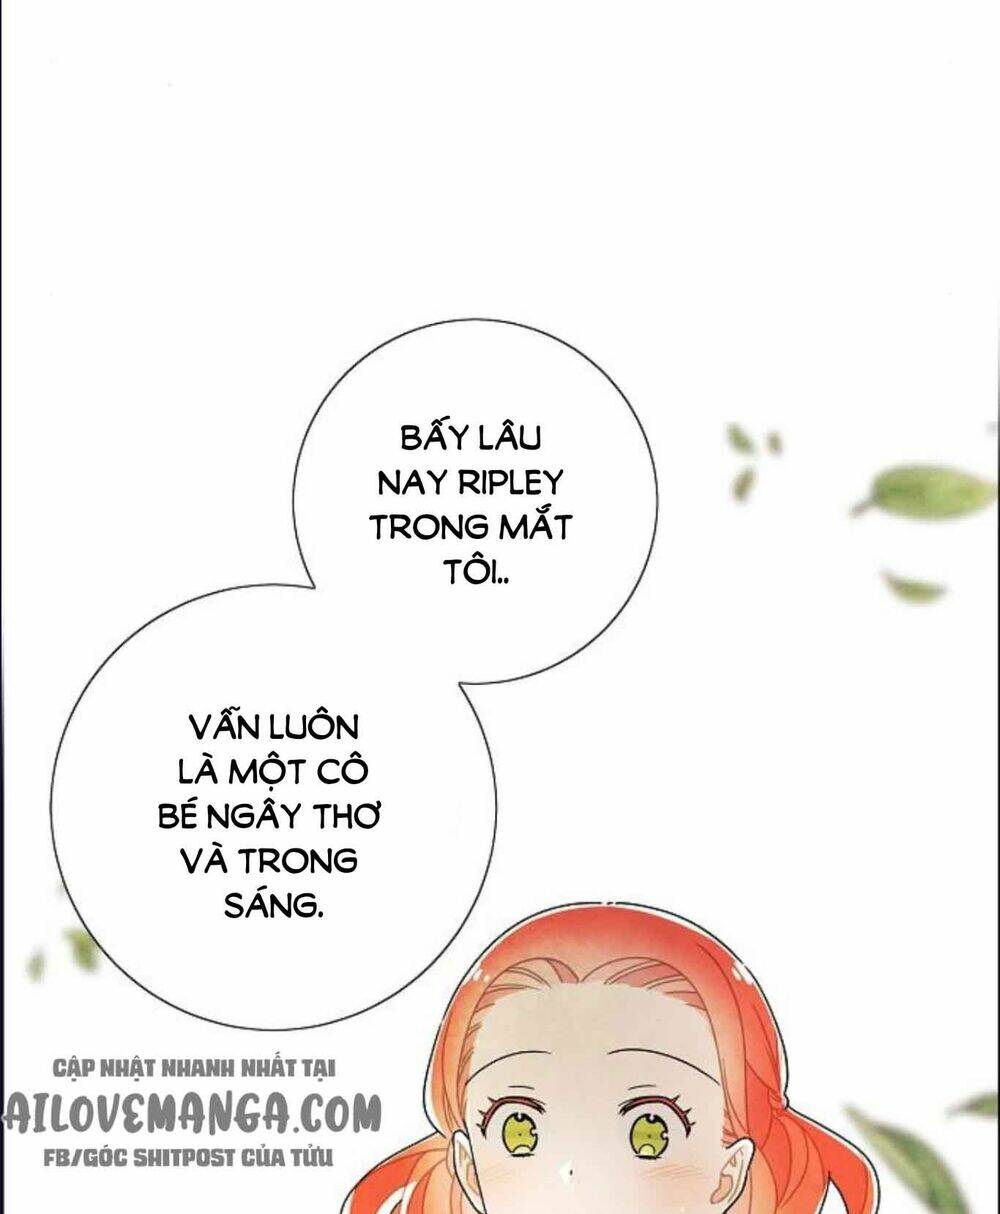 BẤY LÂU
NAY RIPLEY
TRONG MẮT
TÔI..
VẪN LUÔN
LÀ MỘT CÔ
BÉ NGÂY THƠ
VÀ TRONG
SÁNG.
CẬP NHẬT NHANH NHẤT TẠI
AILOVEMANGA.COM
FB/GÓC SHITPOST CỦA TỬU